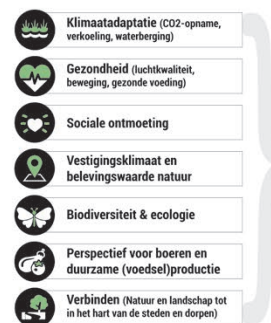 Klimaatadaptatie (CO2-opname,
verkoeling, waterberging)
Gezondheid (luchtkwaliteit,
beweging, gezonde voeding)
Sociale ontmoeting
Vestigingsklimaat en
belevingswaarde natuur
Biodiversiteit & ecologie
Perspectief voor boeren en
duurzame (voedsel)productie
Verbinden (Natuur en landschap tot
in het hart van de steden en dorpen)